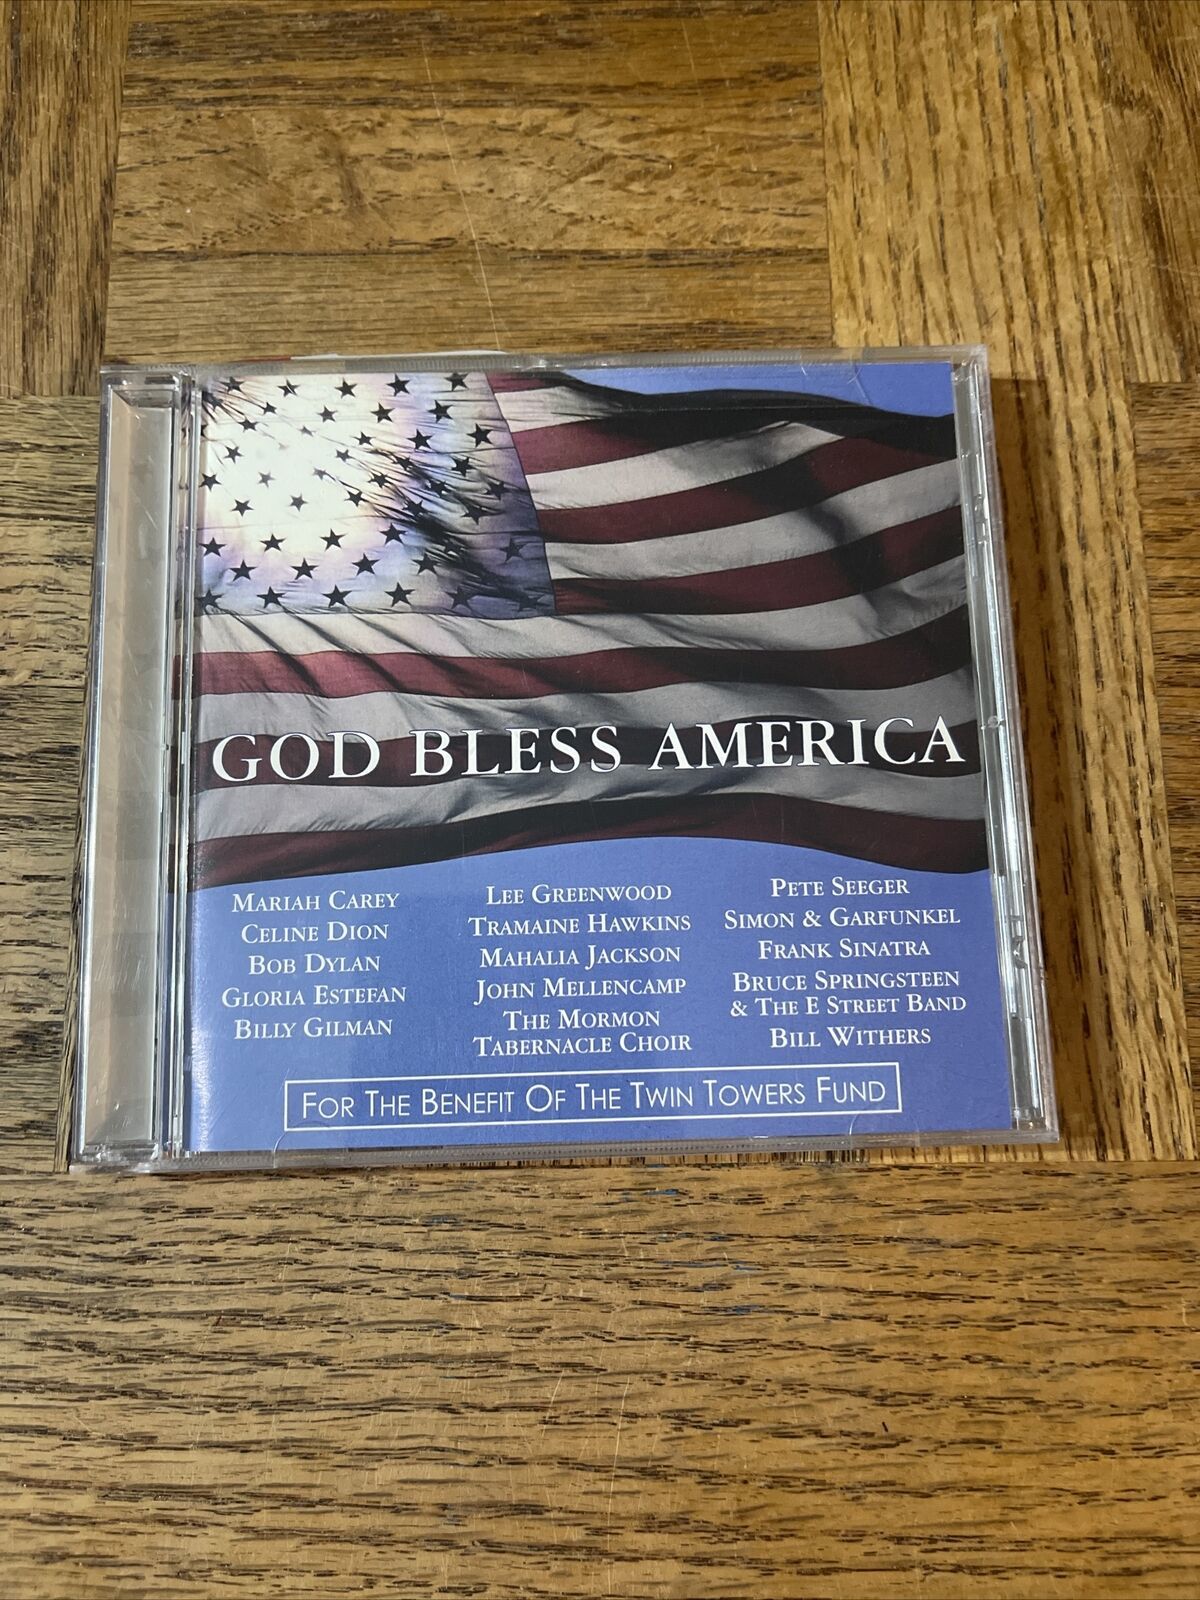 GOD BLESS AMERICA
MARIAH CAREY
CELINE DION
BOB DYLAN
GLORIA ESTEFAN
BILLY GILMAN
LEE GREENWOOD
TRAMAINE HAWKINS
MAHALIA JACKSON
JOHN MELLENCAMP
THE MORMON
TABERNACLE CHOIR
PETE SEEGER
SIMON & GARFUNKEL
FRANK SINATRA
BRUCE SPRINGSTEEN
& THE E STREET BAND
BILL WITHERS
FOR THE BENEFIT OF THE TWIN TOWERS FUND